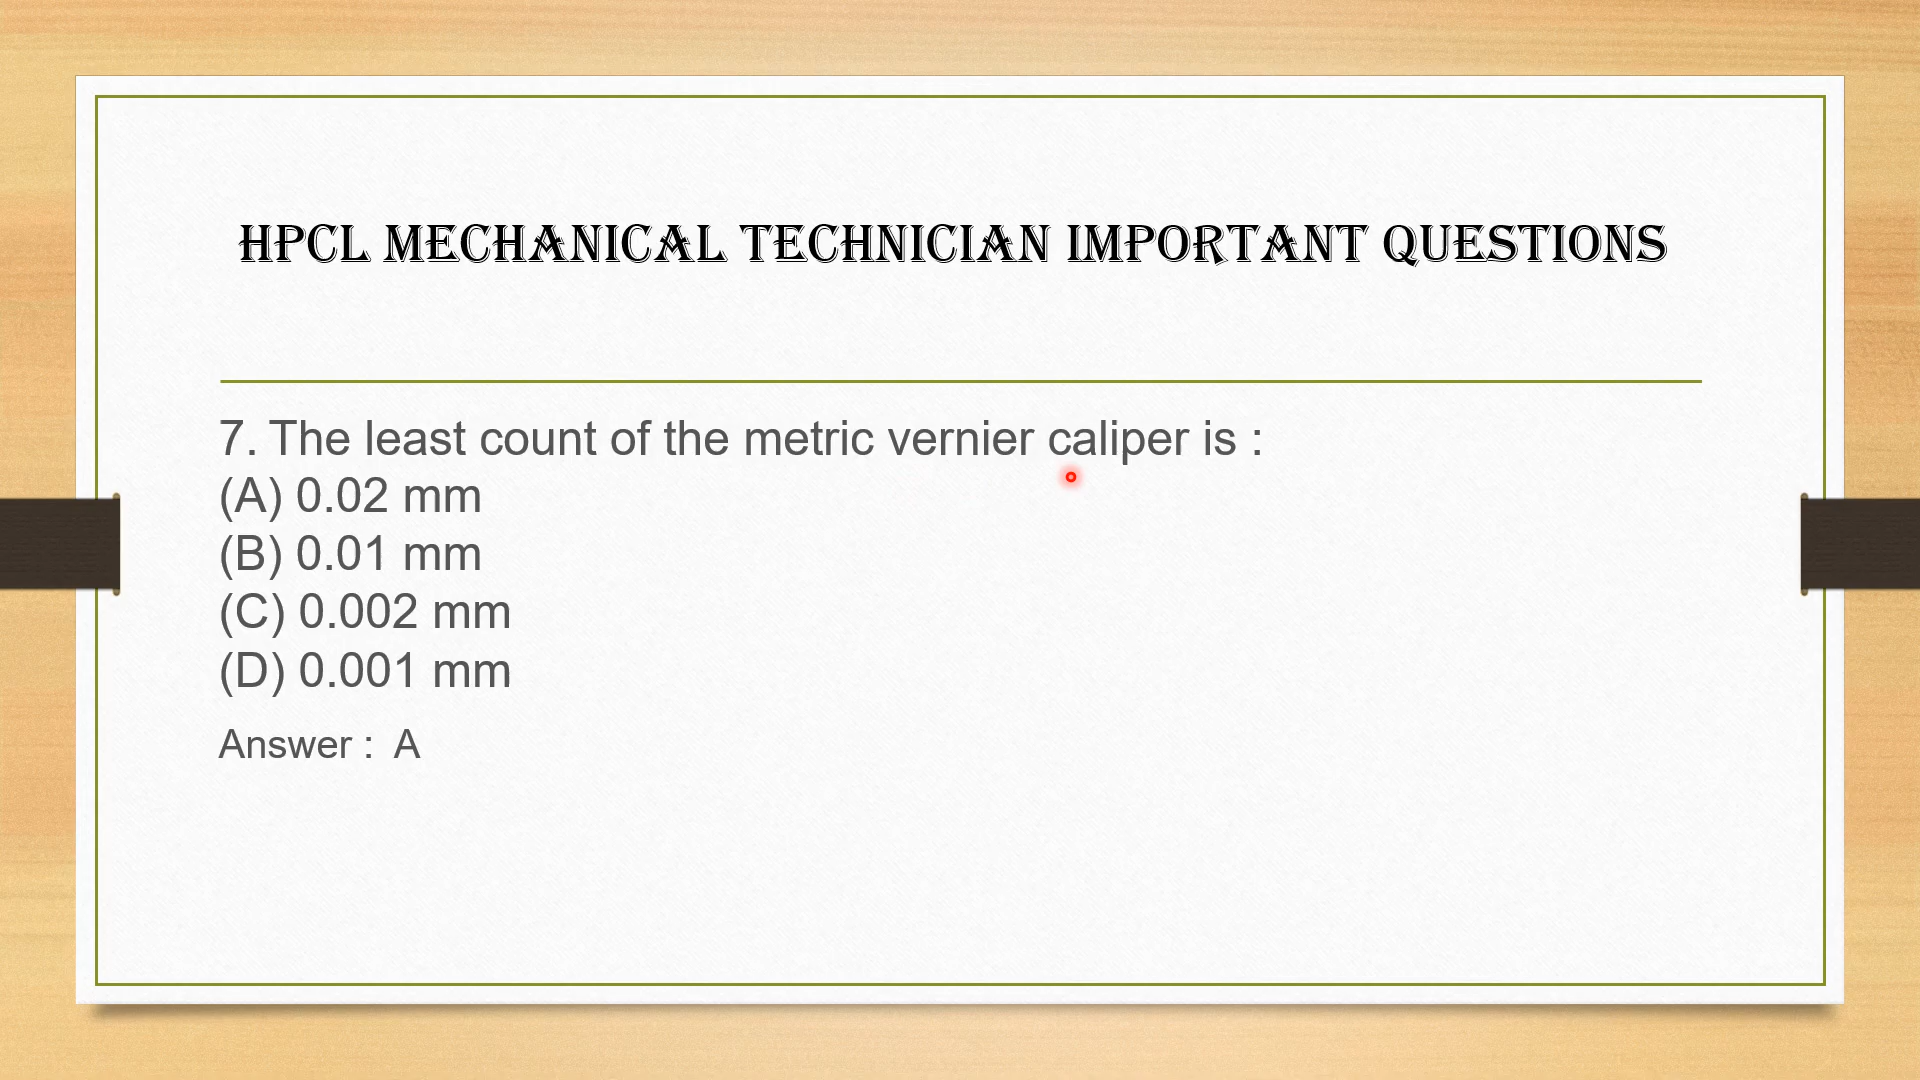 HPCL MECHANICAL TECHNICIAN IMPORTANT QUESTIONS
7. The least count of the metric vernier caliper is :
(A) 0.02 mm
(B) 0.01 mm
(C) 0.002 mm
(D) 0.001 mm
Answer :  A